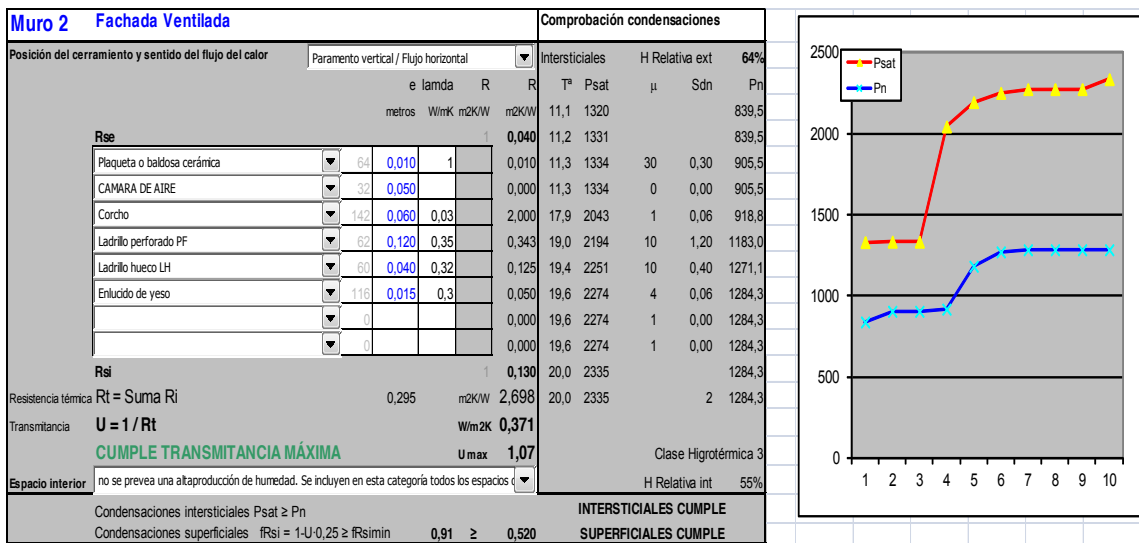 Muro 2 Fachada Ventilada Comprobación condensaciones
Posición del cerramiento y sentido del flujo del calor Paramento vertical / Flujo horizontal Intersticiales H Relativa ext 64%
e lamda R R Tª Psat μ Sdn Pn
metros W/mK m2K/W m2K/W 11,1 1320 839,5
Rse 1 0,040 11,2 1331 839,5
Plaqueta o baldosa cerámica 64 0,010 1 0,010 11,3 1334 30 0,30 905,5
CAMARA DE AIRE 32 0,050 0,000 11,3 1334 0 0,00 905,5
Corcho 142 0,060 0,03 2,000 17,9 2043 1 0,06 918,8
Ladrillo perforado PF 62 0,120 0,35 0,343 19,0 2194 10 1,20 1183,0
Ladrillo hueco LH 60 0,040 0,32 0,125 19,4 2251 10 0,40 1271,1
Enlucido de yeso 116 0,015 0,3 0,050 19,6 2274 4 0,06 1284,3
0 0,000 19,6 2274 1 0,00 1284,3
0 0,000 19,6 2274 1 0,00 1284,3
Rsi 1 0,130 20,0 2335 1284,3
Resistencia térmica Rt = Suma Ri 0,295 m2K/W 2,698 20,0 2335 2 1284,3
Transmitancia U = 1 / Rt W/m2K 0,371
CUMPLE TRANSMITANCIA MÁXIMA U max 1,07 Clase Higrotérmica 3
Espacio interior no se prevea una altaproducción de humedad. Se incluyen en esta categoría todos los espacios H Relativa int 55%
Condensaciones intersticiales Psat ≥ Pn INTERSTICIALES CUMPLE
Condensaciones superficiales fRsi = 1-U·0,25 ≥ fRsimin 0,91 ≥ 0,520 SUPERFICIALES CUMPLE
Psat
Pn
2500
2000
1500
1000
500
0
1 2 3 4 5 6 7 8 9 10